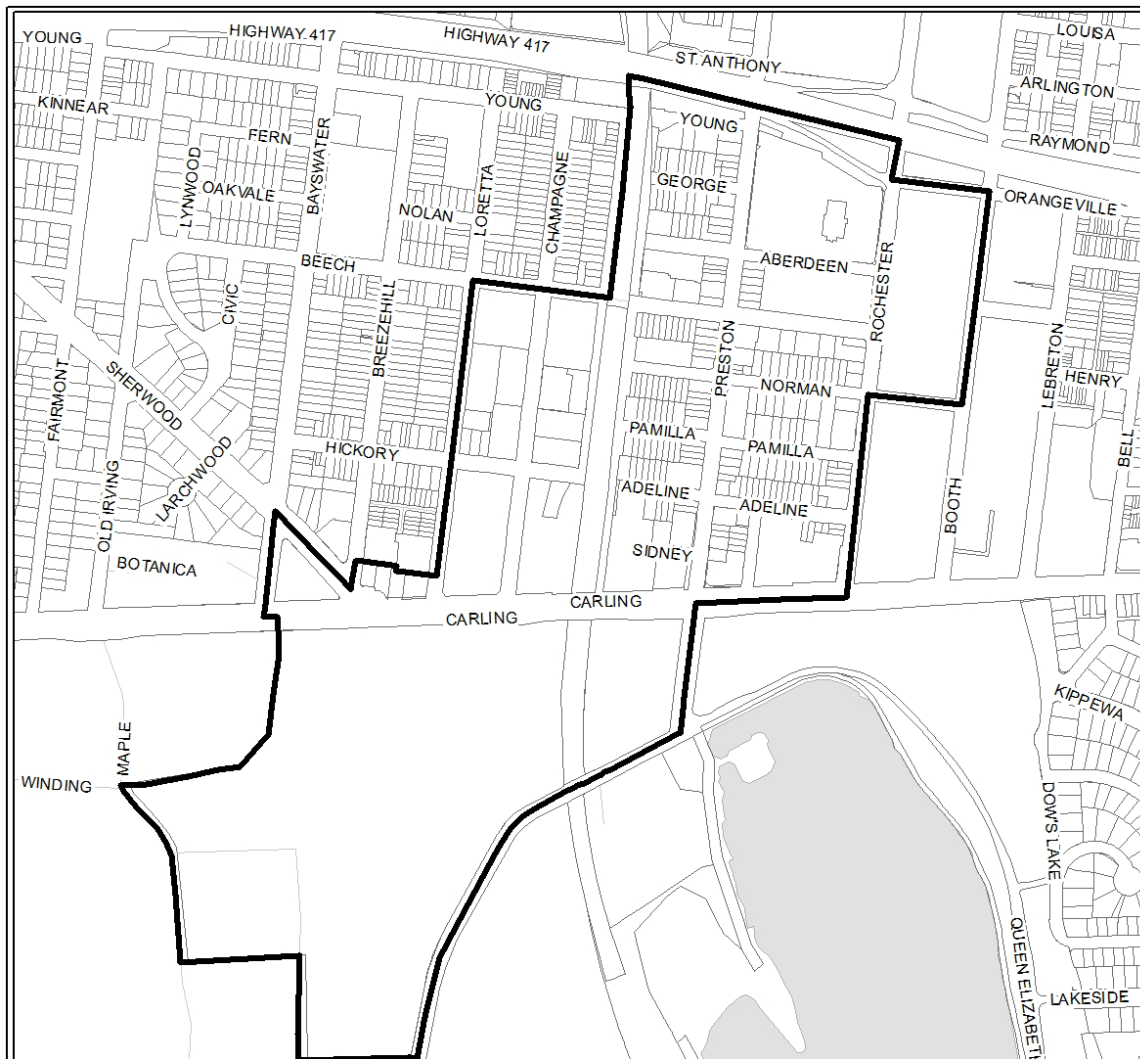 YOUNG
HIGHWAY 417
HIGHWAY 417
LOUISA
ST. ANTHONY
ARLINGTON
KINNEAR
YOUNG
YOUNG
RAYMOND
FERN
BAYSWATER
LYNWOOD
OAKVALE
LORETTA
CHAMPAGNE
GEORGE
ORANGEVILLE
NOLAN
BEECH
ABERDEEN
ROCHESTER
CIVIC
BREEZEHILL
PRESTON
LEBRETON
SHERWOOD
FAIRMONT
NORMAN
HENRY
HICKORY
PAMILLA
PAMILLA
BELL
LARCHWOOD
OLD IRVING
ADELINE
ADELINE
BOOTH
BOTANICA
SIDNEY
CARLING
CARLING
KIPPEWA
MAPLE
WINDING
DOW'S LAKE
QUEEN ELIZABETH
LAKESIDE